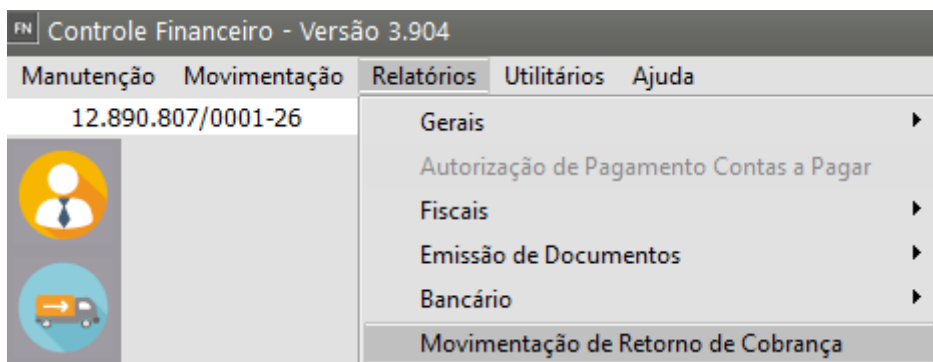 FN Controle Financeiro - Versão 3.904
Manutenção Movimentação Relatórios Utilitários Ajuda
12.890.807/0001-26
Gerais
Autorização de Pagamento Contas a Pagar
Fiscais
Emissão de Documentos
Bancário
Movimentação de Retorno de Cobrança